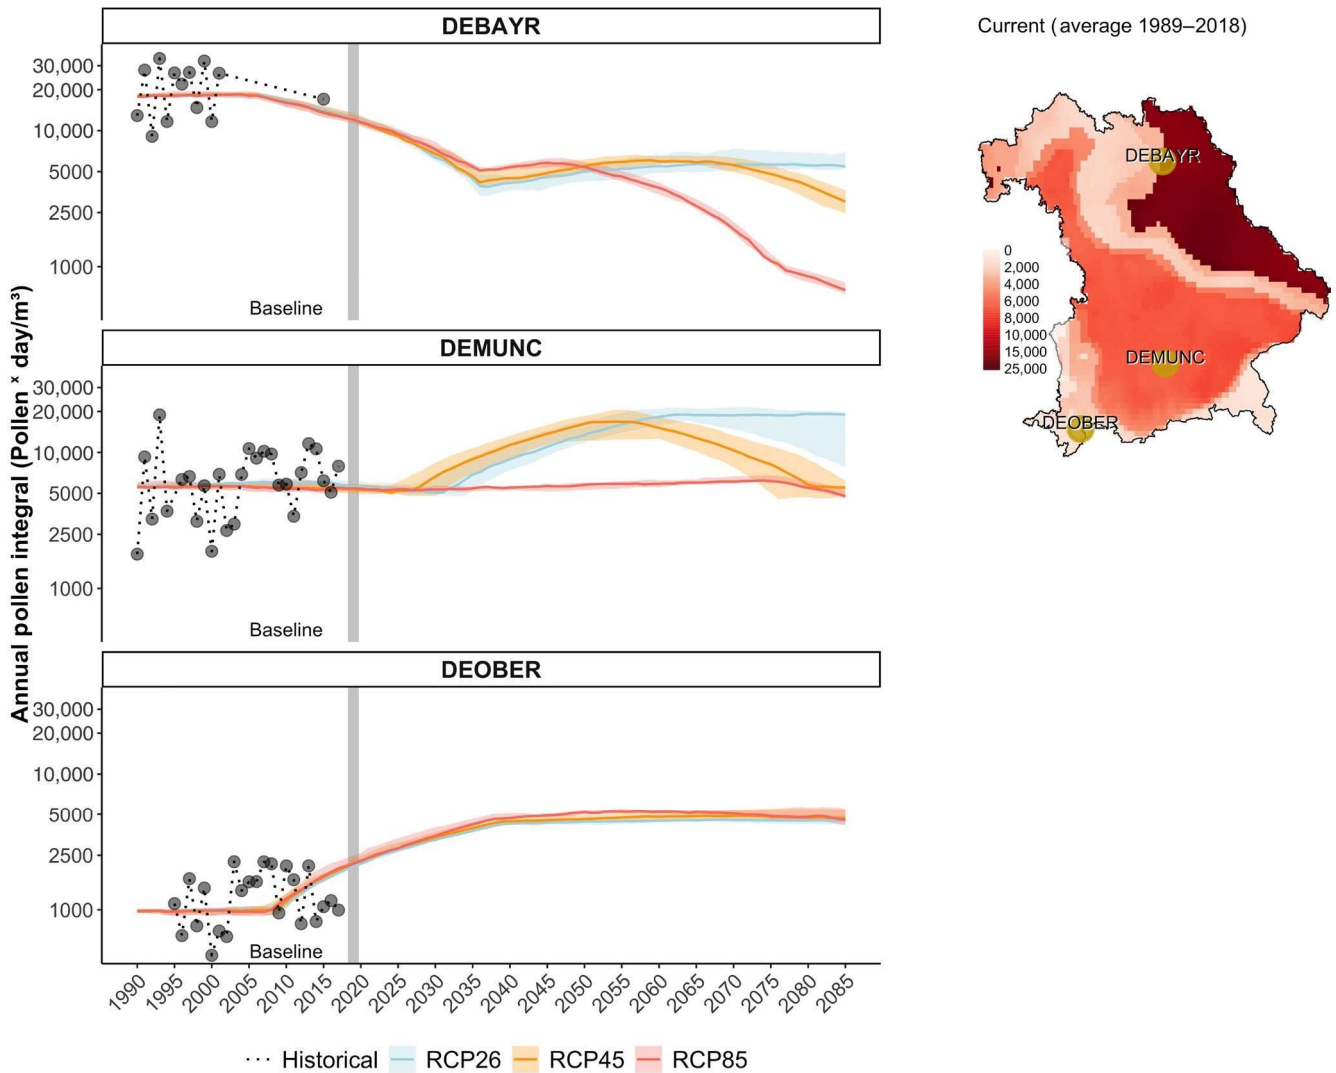 DEBAYR
30,000
20,000
10,000
5000
2500
1000
Baseline
DEMUNC
30,000
20,000
10,000
5000
2500
1000
Baseline
DEOBER
30,000
20,000
10,000
5000
2500
1000
Baseline
Annual pollen integral (Pollen * day/m³)
1990 1995 2000 2005 2010 2015 2020 2025 2030 2035 2040 2045 2050 2055 2060 2065 2070 2075 2080 2085
Historical RCP26 RCP45 RCP85
Current (average 1989–2018)
DEBAYR
0
2,000
4,000
6,000
8,000
10,000
15,000
25,000
DEMUNC
DEOBER